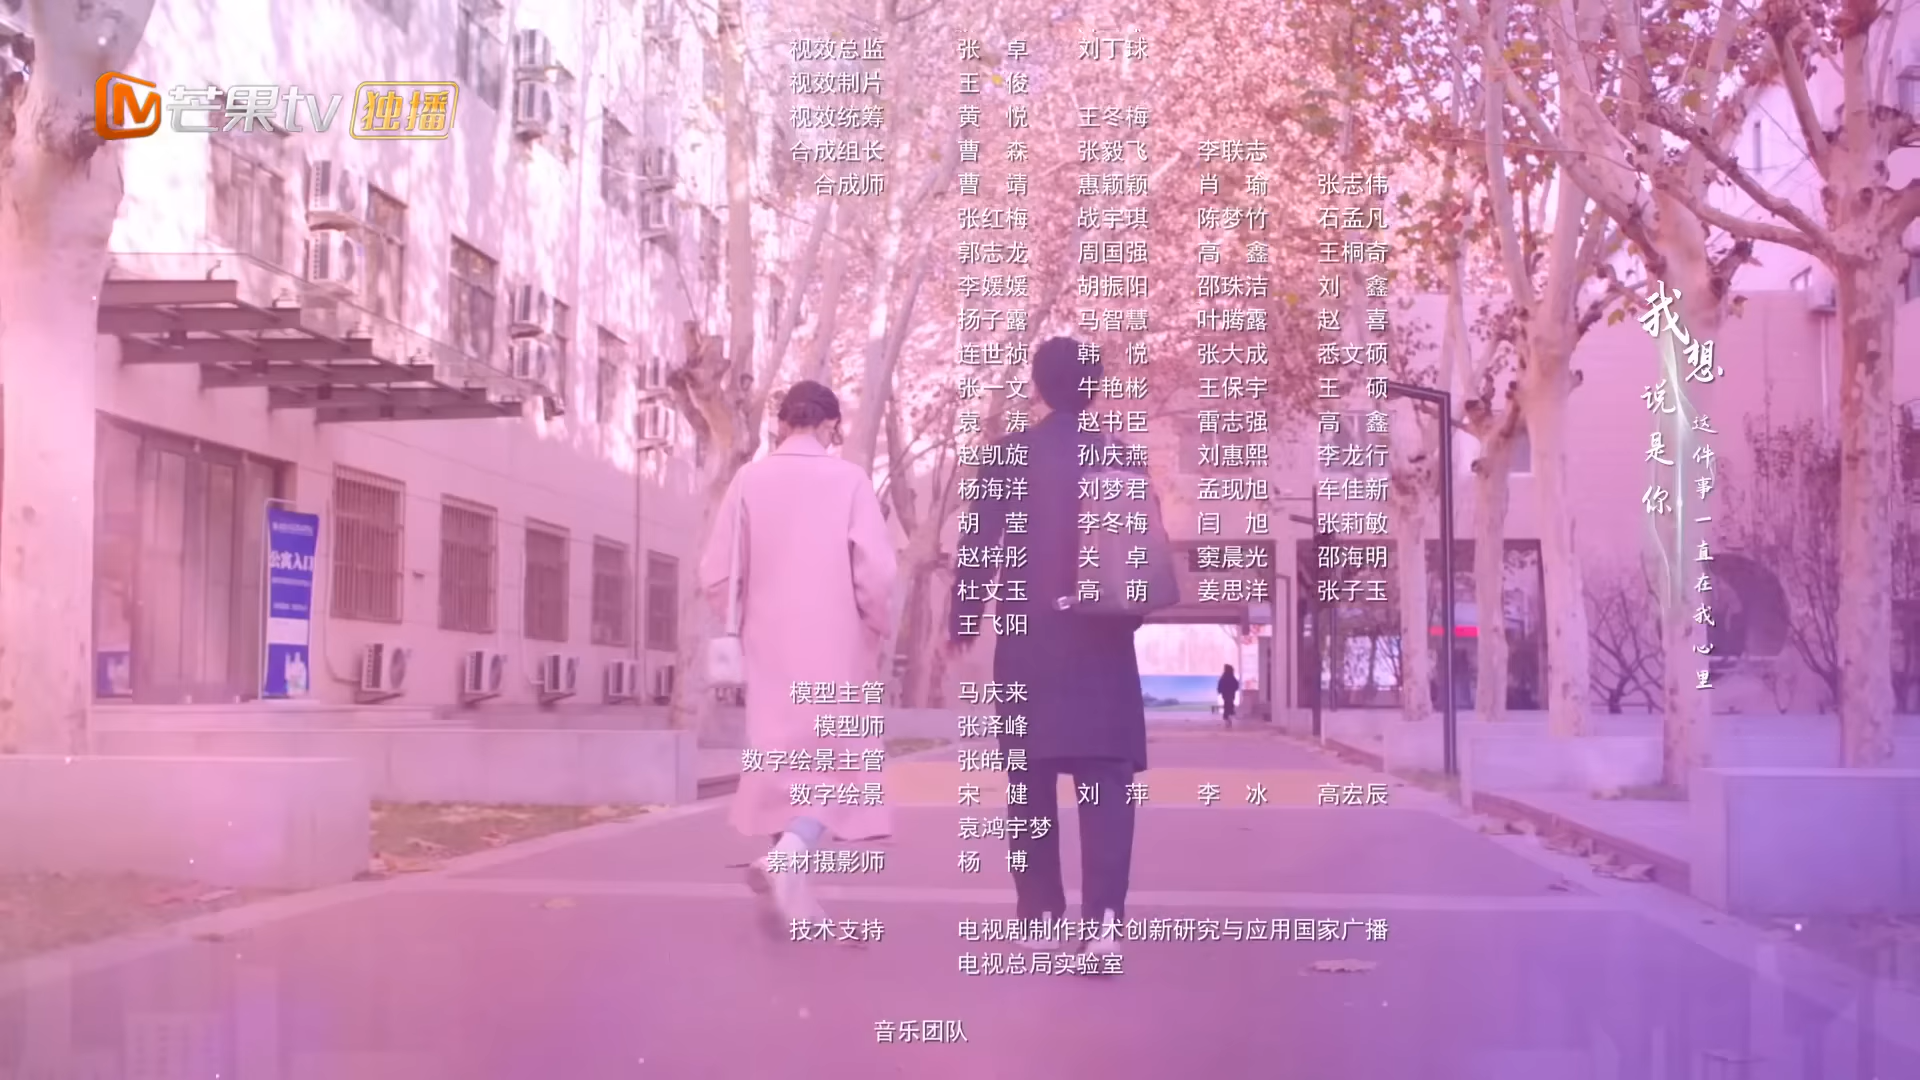 芒果tv 独播
视效总监 张 卓 刘丁球
视效制片 王 俊
视效统筹 黄 悦 王冬梅
合成组长 曹 森 张毅飞 李联志
合成师 曹 靖 惠颖颖 肖 瑜 张志伟
张红梅 战宇琪 陈梦竹 石孟凡
郭志龙 周国强 高 鑫 王桐奇
李媛媛 胡振阳 邵珠洁 刘 鑫
扬子露 马智慧 叶腾露 赵 喜
连世祯 韩 悦 张大成 悉文硕
张一文 牛艳彬 王保宇 王 硕
袁 涛 赵书臣 雷志强 高 鑫
赵凯旋 孙庆燕 刘惠熙 李龙行
杨海洋 刘梦君 孟现旭 车佳新
胡 莹 李冬梅 闫 旭 张莉敏
赵梓彤 关 卓 窦晨光 邵海明
杜文玉 高 萌 姜思洋 张子玉
王飞阳
模型主管 马庆来
模型师 张泽峰
数字绘景主管 张皓晨
数字绘景 宋 健 刘 萍 李 冰 高宏辰
袁鸿宇梦
素材摄影师 杨 博
技术支持 电视剧制作技术创新研究与应用国家广播
电视总局实验室
音乐团队
我想说是你
这件事一直在我心里